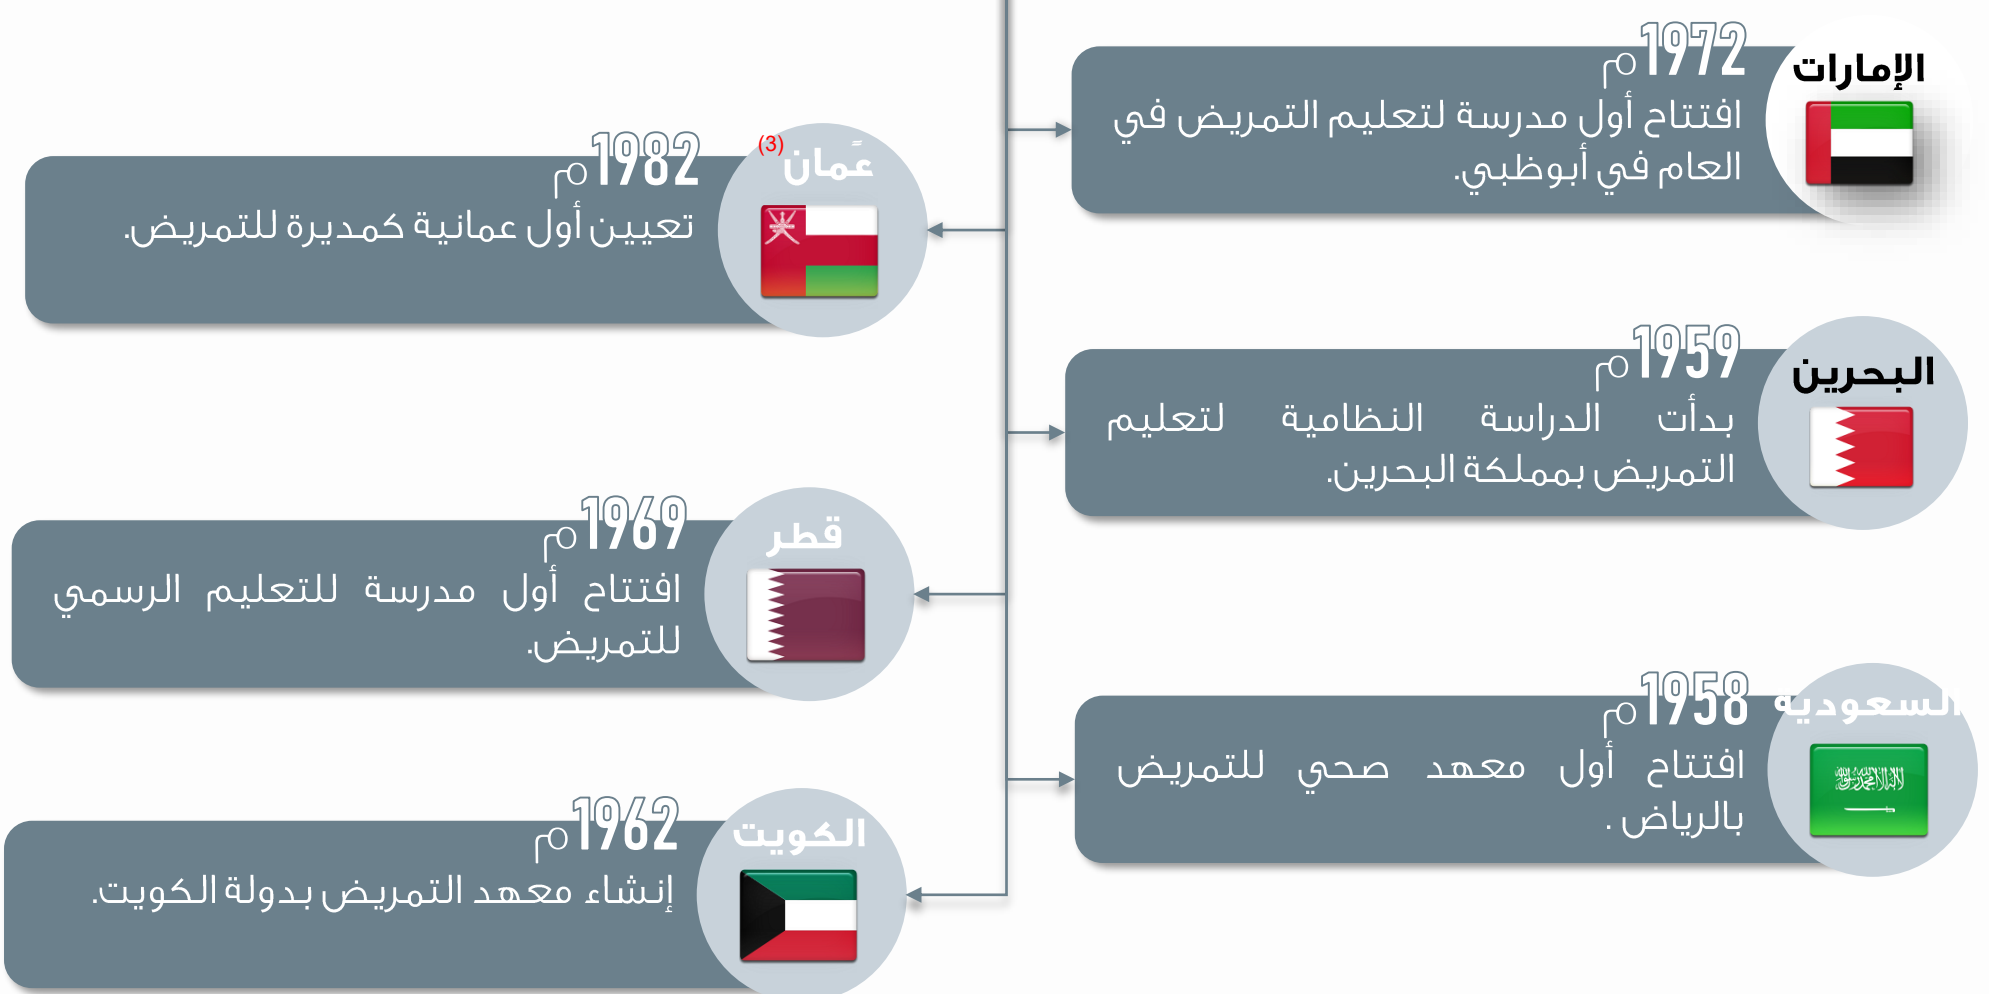 الإمارات
1972م
افتتاح أول مدرسة لتعليم التمريض في
العام في أبوظبي.
عَمان(3)
1982م
تعيين أول عمانية كمديرة للتمريض.
البحرين
1959م
بدأت الدراسة النظامية لتعليم
التمريض بمملكة البحرين.
قطر
1969م
افتتاح أول مدرسة للتعليم الرسمي
للتمريض.
السعودية
1958م
افتتاح أول معهد صحي للتمريض
بالرياض .
الكويت
1962م
إنشاء معهد التمريض بدولة الكويت.